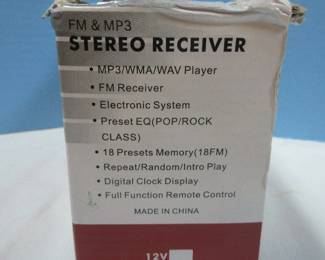 FM & MP3
STEREO RECEIVER
• MP3/WMA/WAV Player
• FM Receiver
• Electronic System
• Preset EQ(POP/ROCK
CLASS)
• 18 Presets Memory(18FM)
• Repeat/Random/Intro Play
• Digital Clock Display
• Full Function Remote Control
MADE IN CHINA
12V